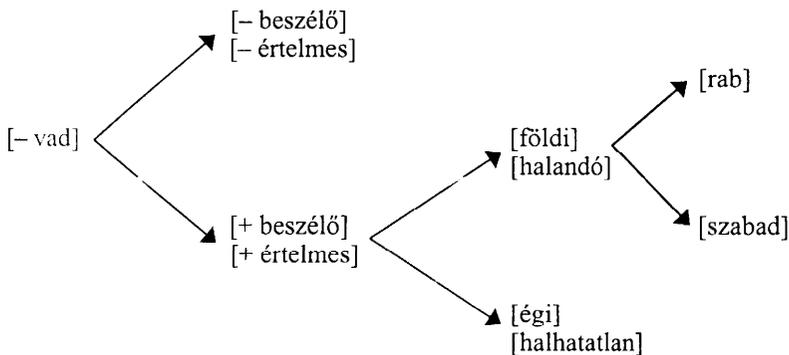 [– beszélő]
[– értelmes]
[rab]
[– vad]
[földi]
[halandó]
[+ beszélő]
[+ értelmes]
[szabad]
[égi]
[halhatatlan]